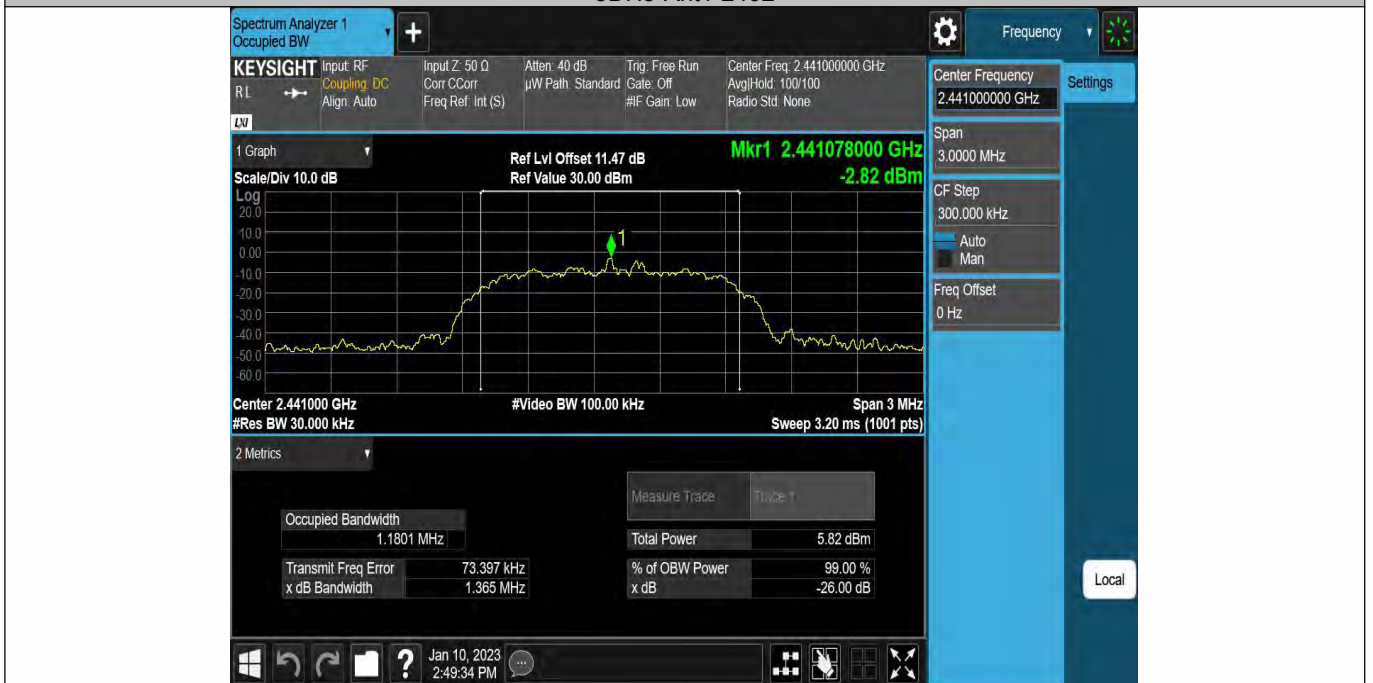 Spectrum Analyzer 1
Occupied BW
Frequency
KEYSIGHT
RL
LXI
Input: RF
Coupling: DC
Align: Auto
Input Z: 50 Ω
Corr CCorr
Freq Ref: Int (S)
Atten: 40 dB
µW Path: Standard
Trig: Free Run
Gate: Off
#IF Gain: Low
Center Freq: 2.441000000 GHz
Avg|Hold: 100/100
Radio Std: None
Center Frequency
2.441000000 GHz
Settings
Span
3.0000 MHz
CF Step
300.000 kHz
Auto
Man
Freq Offset
0 Hz
Local
1 Graph
Scale/Div 10.0 dB
Ref Lvl Offset 11.47 dB
Ref Value 30.00 dBm
Mkr1 2.441078000 GHz
-2.82 dBm
Log
20.0
10.0
0.00
-10.0
-20.0
-30.0
-40.0
-50.0
-60.0
1
Center 2.441000 GHz
#Res BW 30.000 kHz
#Video BW 100.00 kHz
Span 3 MHz
Sweep 3.20 ms (1001 pts)
2 Metrics
Measure Trace
Trace 1
Occupied Bandwidth
1.1801 MHz
Total Power 5.82 dBm
Transmit Freq Error 73.397 kHz
% of OBW Power 99.00 %
x dB Bandwidth 1.365 MHz
x dB -26.00 dB
Jan 10, 2023
2:49:34 PM